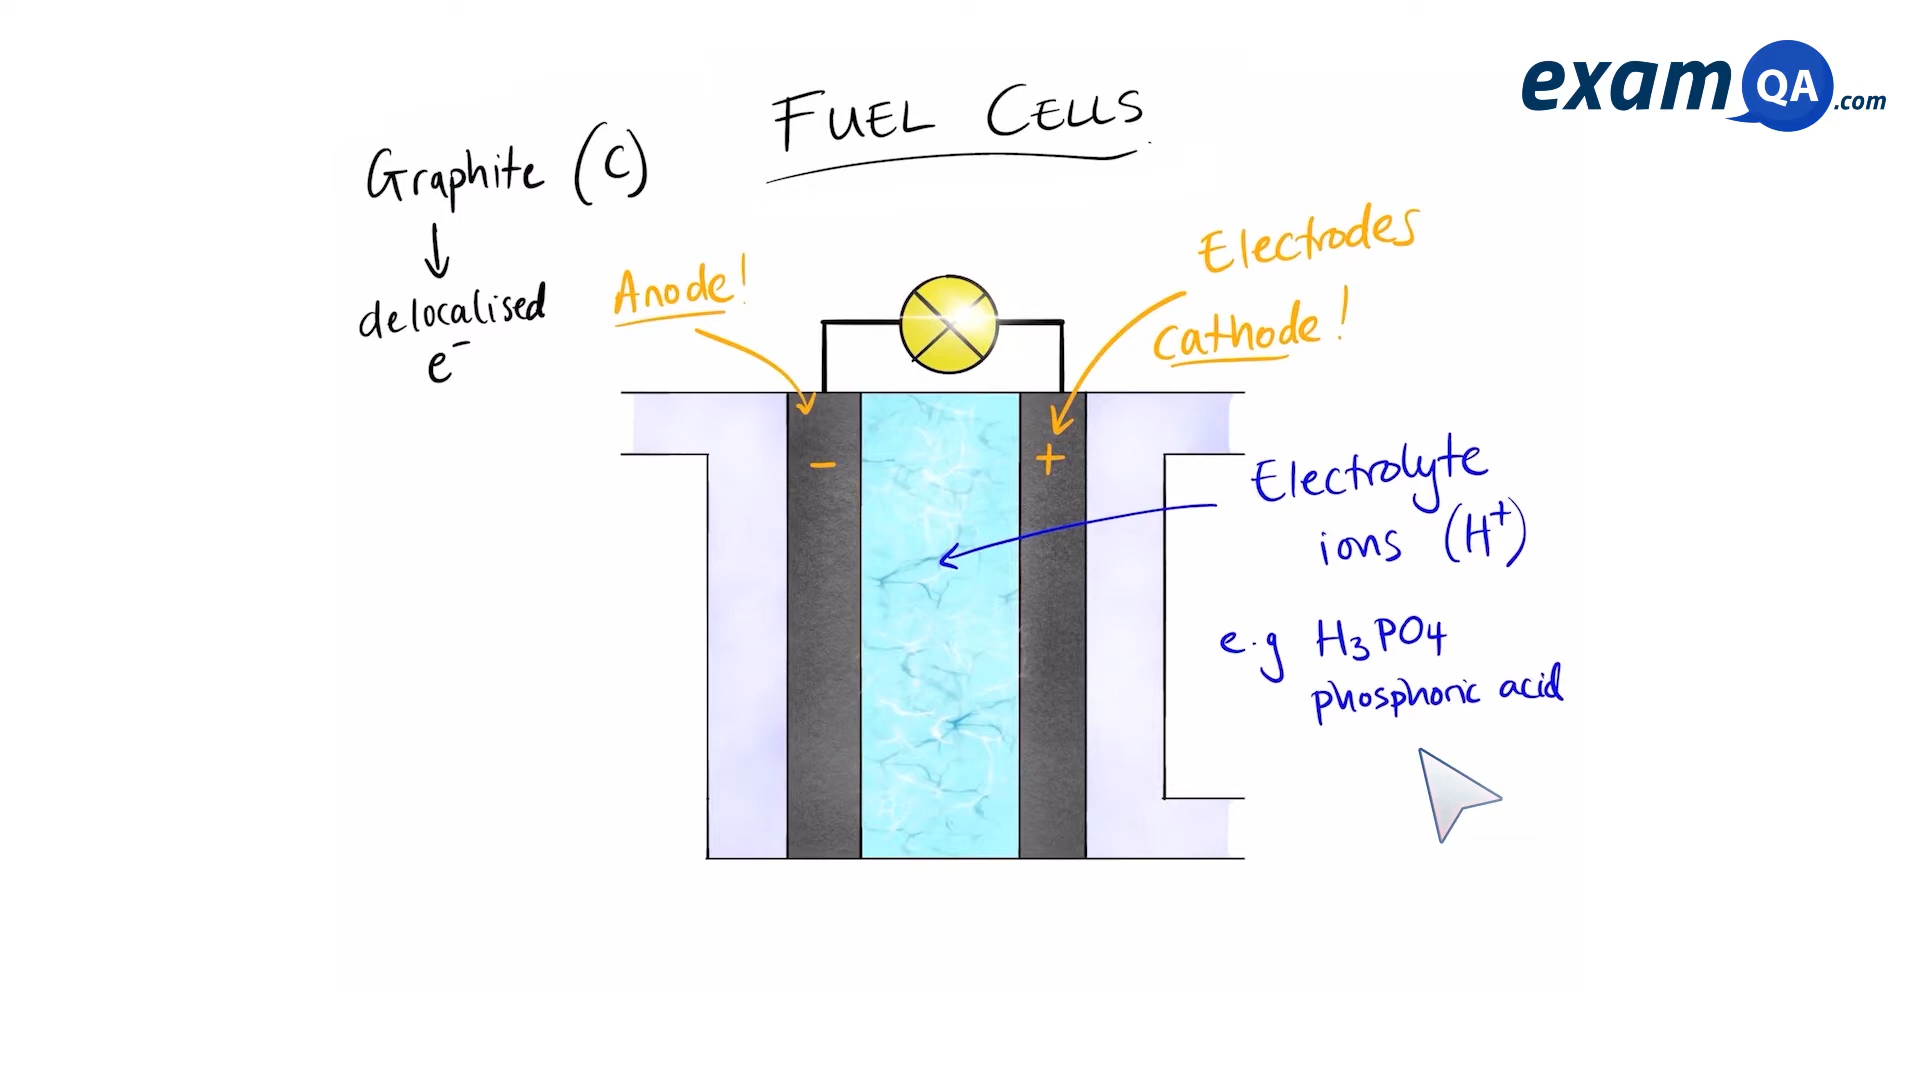 examQA.com
FUEL CELLS
Graphite (C)
↓
delocalised
e⁻
Anode!
Electrodes
Cathode!
−
+
Electrolyte
ions (H⁺)
e.g H₃PO₄
phosphoric acid